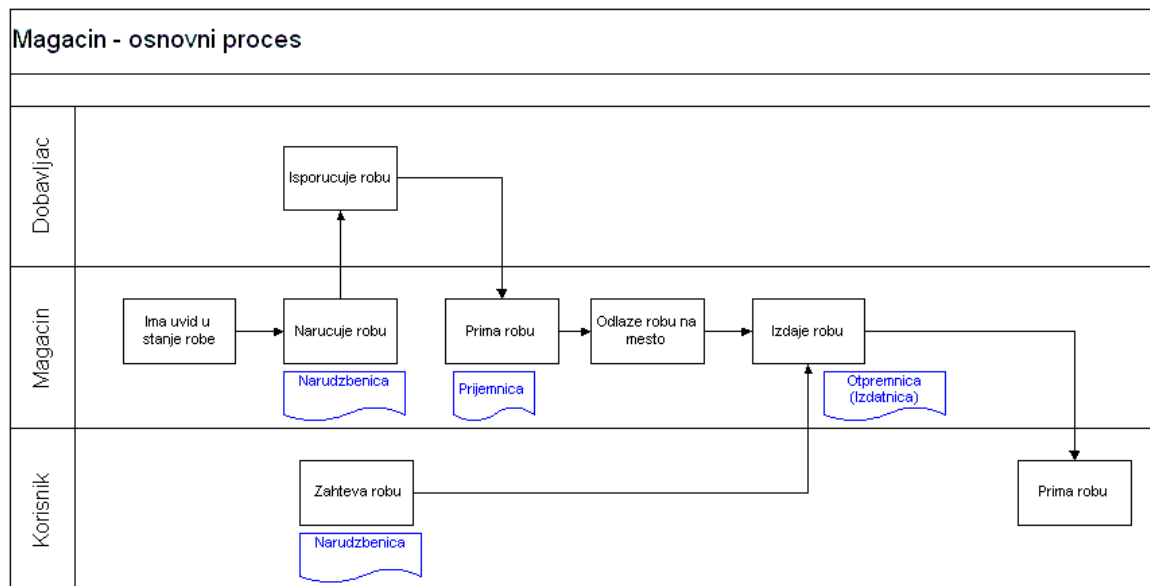 Magacin - osnovni proces
Dobavljac
Isporucuje robu
Magacin
Ima uvid u
stanje robe
Narucuje robu
Narudzbenica
Prima robu
Prijemnica
Odlaze robu na
mesto
Izdaje robu
Otpremnica
(Izdatnica)
Korisnik
Zahteva robu
Narudzbenica
Prima robu